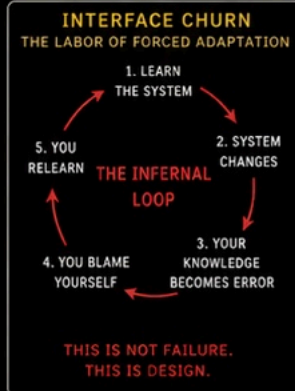 INTERFACE CHURN
THE LABOR OF FORCED ADAPTATION
1. LEARN
THE SYSTEM
2. SYSTEM
CHANGES
3. YOUR
KNOWLEDGE
BECOMES ERROR
4. YOU BLAME
YOURSELF
5. YOU
RELEARN
THE INFERNAL
LOOP
THIS IS NOT FAILURE.
THIS IS DESIGN.